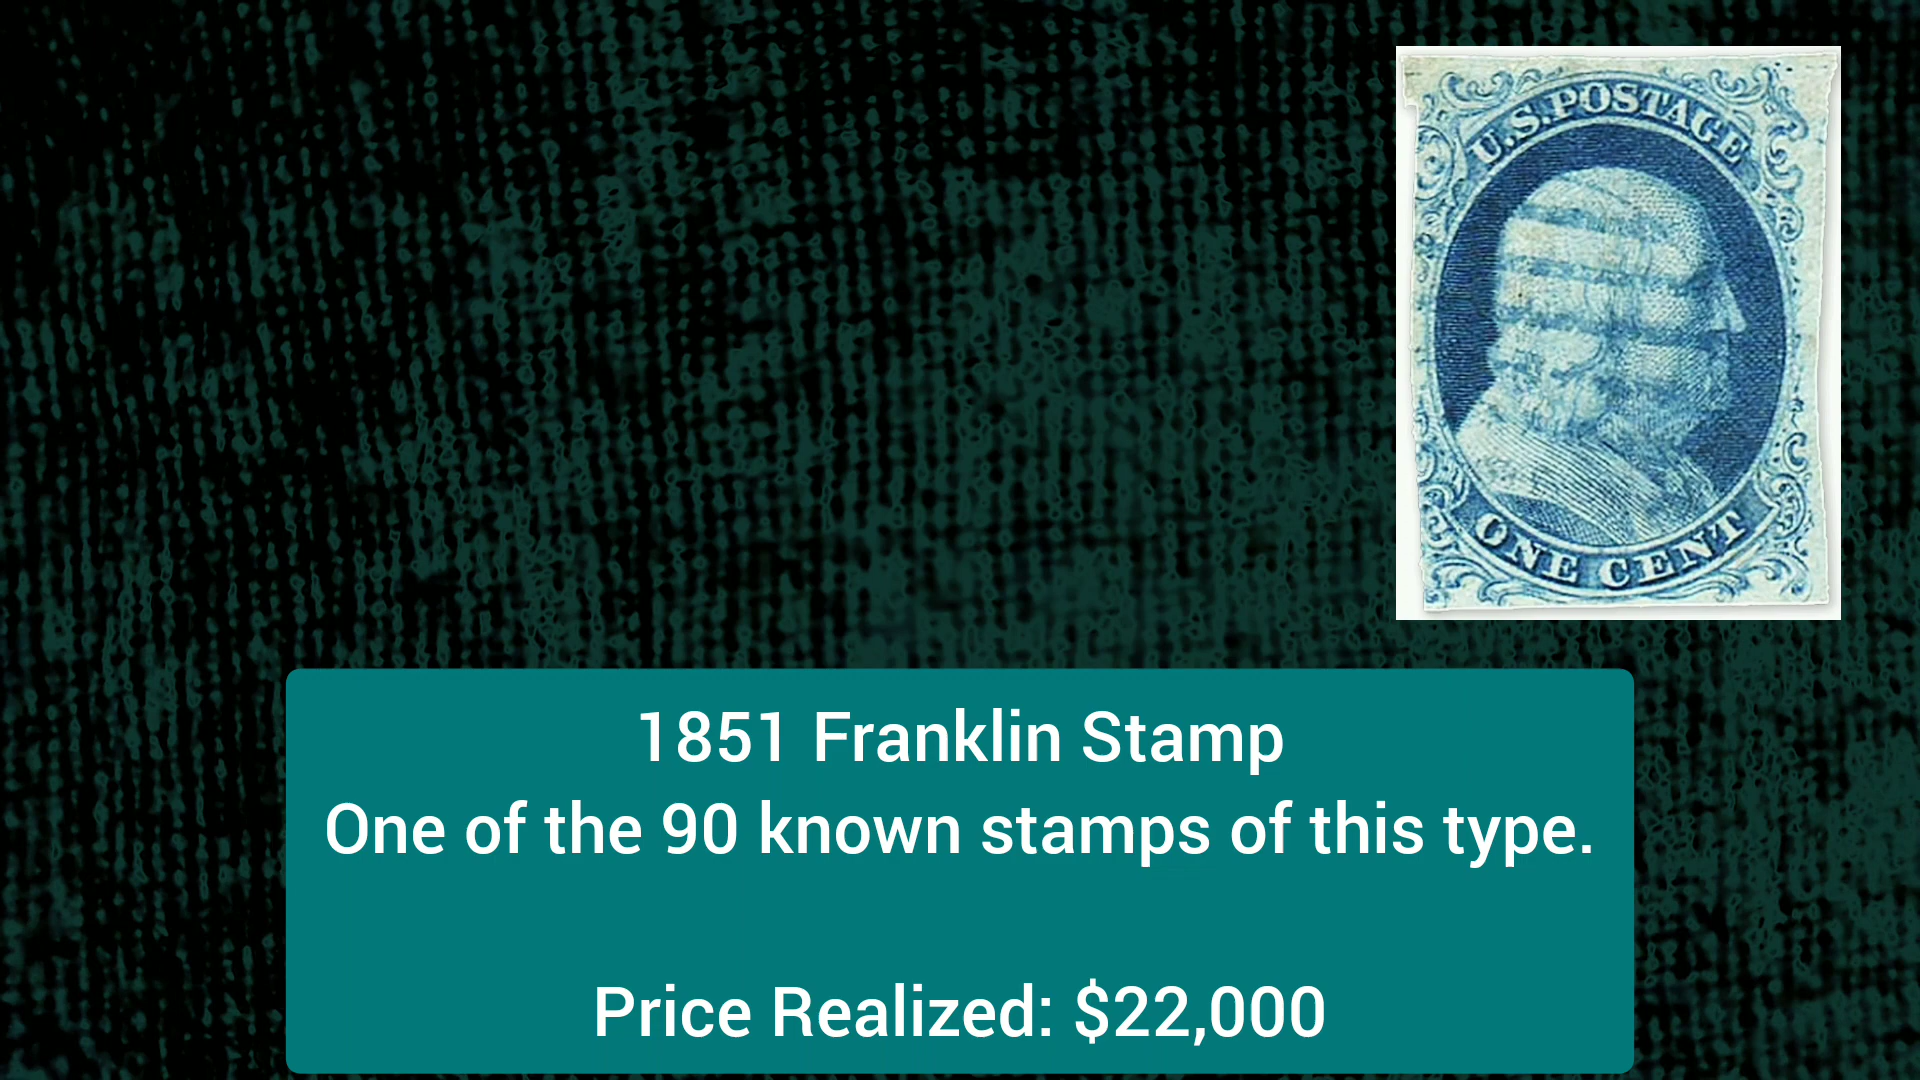 U.S. POSTAGE
ONE CENT
1851 Franklin Stamp
One of the 90 known stamps of this type.
Price Realized: $22,000